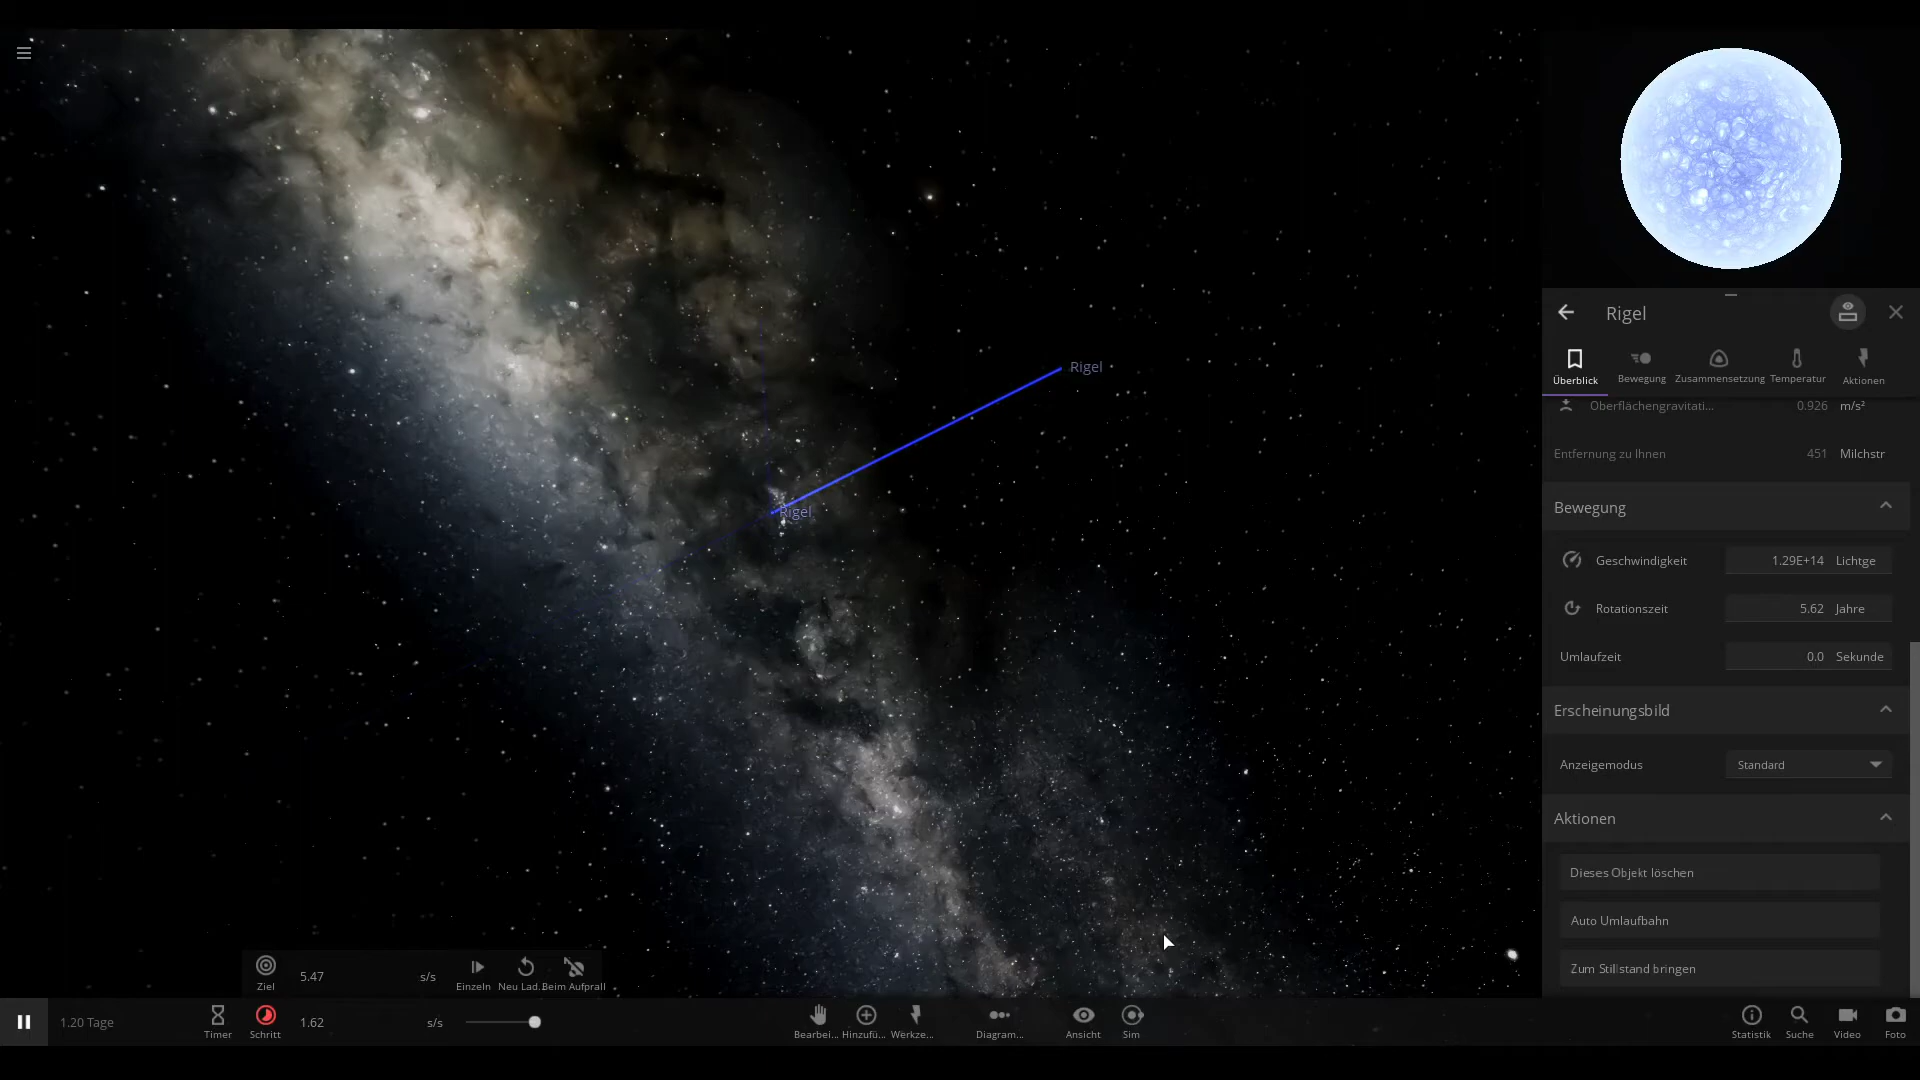 Rigel
Überblick
Bewegung
Zusammensetzung
Temperatur
Aktionen
Oberflächengravitati... 0.926 m/s²
Entfernung zu Ihnen 451 Milchstr
Bewegung
Geschwindigkeit 1.29E+14 Lichtge
Rotationszeit 5.62 Jahre
Umlaufzeit 0.0 Sekunde
Erscheinungsbild
Anzeigemodus Standard
Aktionen
Dieses Objekt löschen
Auto Umlaufbahn
Zum Stillstand bringen
Rigel
Rigel
Ziel 5.47 s/s Einzeln Neu Lad. Beim Aufprall
1.20 Tage Timer Schritt 1.62 s/s
Bearbei... Hinzufü... Werkze... Diagram... Ansicht Sim
Statistik Suche Video Foto